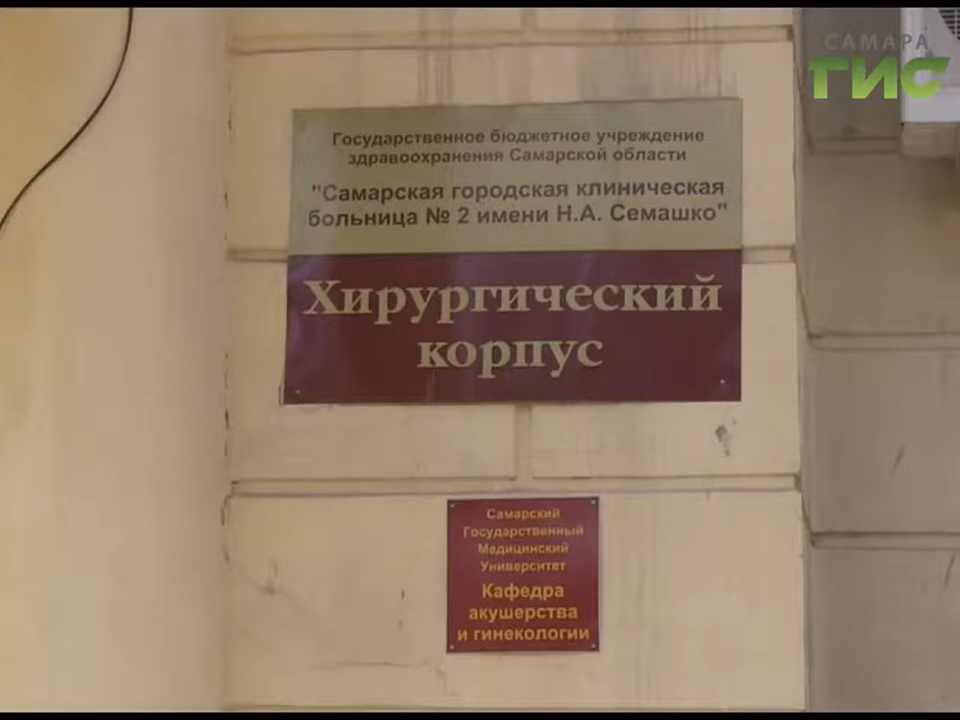 САМАРА
ГИС
Государственное бюджетное учреждение
здравоохранения Самарской области
"Самарская городская клиническая
больница № 2 имени Н.А. Семашко"
Хирургический
корпус
Самарский
Государственный
Медицинский
Университет
Кафедра
акушерства
и гинекологии